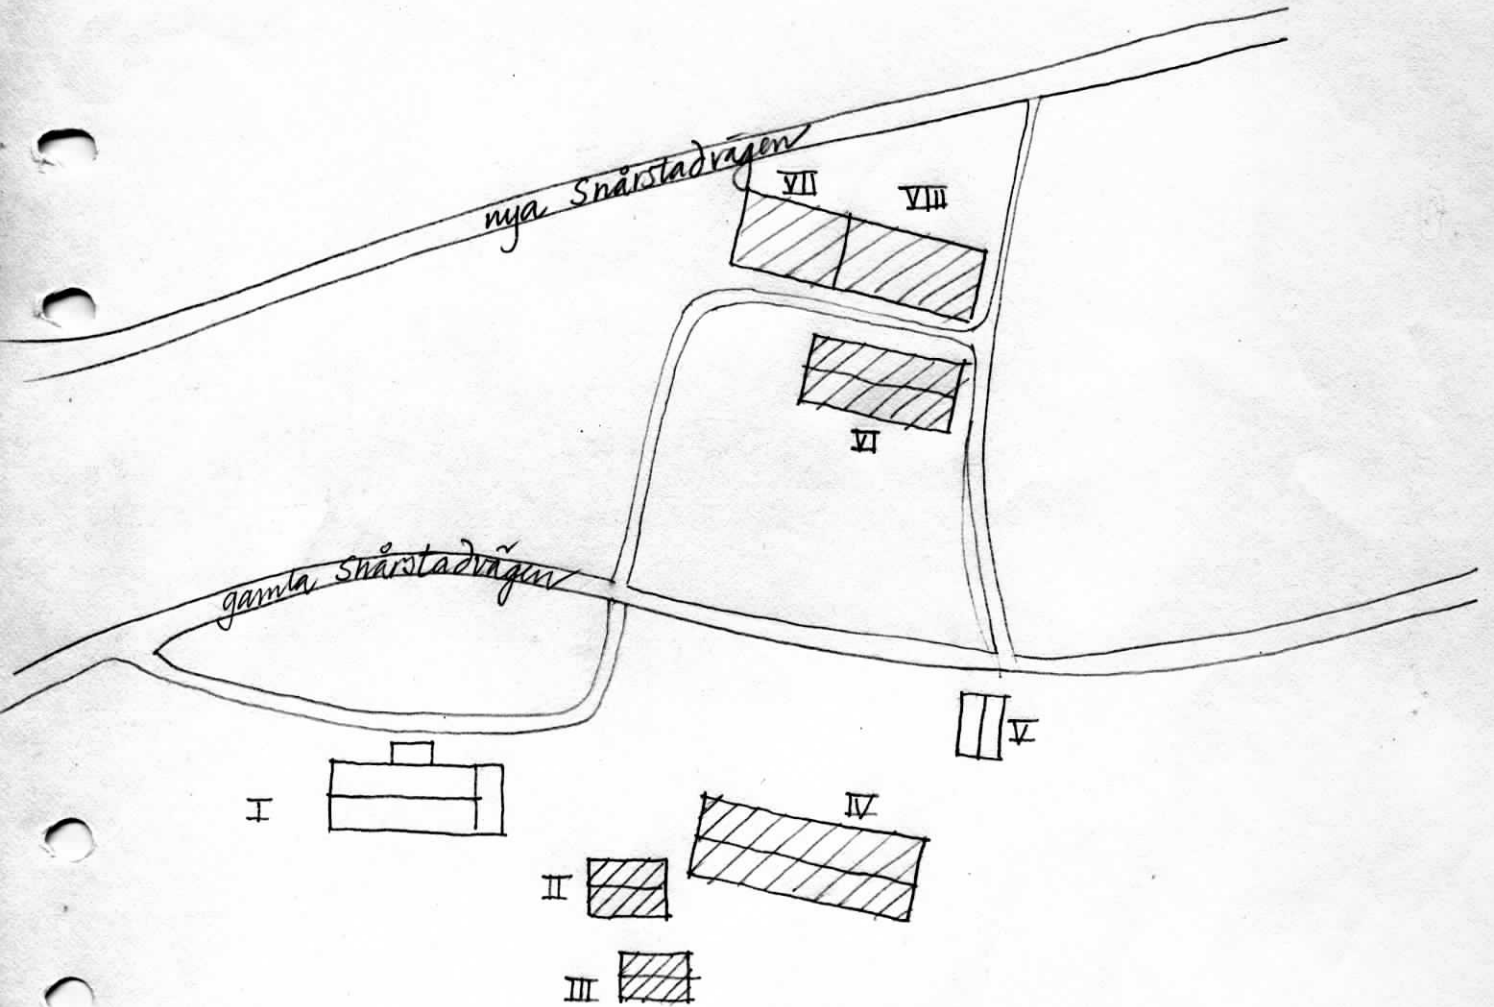 nya Snårstadvägen
VII
VIII
VI
gamla Snårstadvägen
V
I
IV
II
III